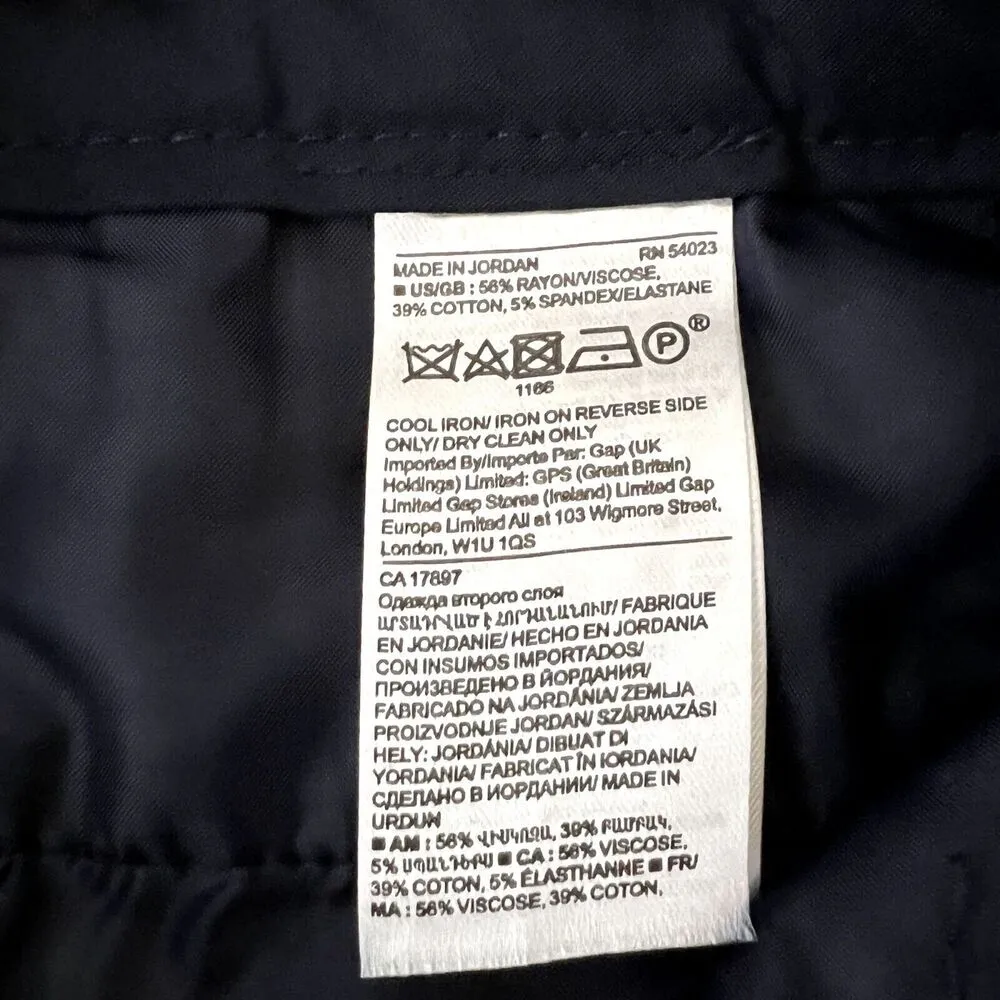 MADE IN JORDAN RN 54023
■ US/GB : 56% RAYON/VISCOSE,
39% COTTON, 5% SPANDEX/ELASTANE
P ®
1166
COOL IRON/ IRON ON REVERSE SIDE
ONLY/ DRY CLEAN ONLY
Imported By/Importe Par: Gap (UK
Holdings) Limited: GPS (Great Britain)
Limited Gap Stores (Ireland) Limited Gap
Europe Limited All at 103 Wigmore Street,
London, W1U 1QS
CA 17897
Одежда второго слоя
ԱՐՏԱԴՐՎԱԾ Է ՀՈՐԴԱՆԱՆՈՒՄ/ FABRIQUE
EN JORDANIE/ HECHO EN JORDANIA
CON INSUMOS IMPORTADOS/
ПРОИЗВЕДЕНО В ЙОРДАНИЯ/
FABRICADO NA JORDÂNIA/ ZEMLJA
PROIZVODNJE JORDAN/ SZÁRMAZÁSI
HELY: JORDÁNIA/ DIBUAT DI
YORDANIA/ FABRICAT ÎN IORDANIA/
СДЕЛАНО В ИОРДАНИИ/ MADE IN
URDUN
■ AM : 56% ՎԻՍԿՈԶԱ, 39% ԲԱՄԲԱԿ,
5% ՍՊԱՆԴԵՔՍ ■ CA : 56% VISCOSE,
39% COTON, 5% ÉLASTHANNE ■ FR/
MA : 56% VISCOSE, 39% COTON,